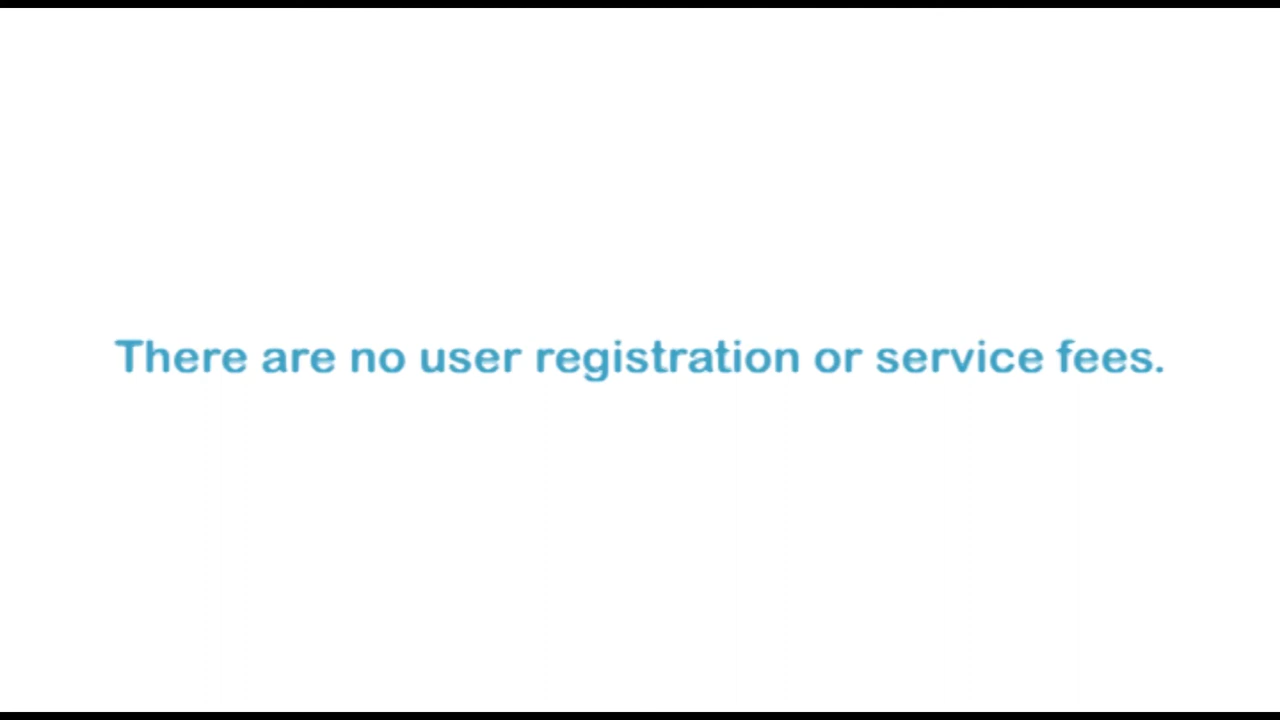 There are no user registration or service fees.